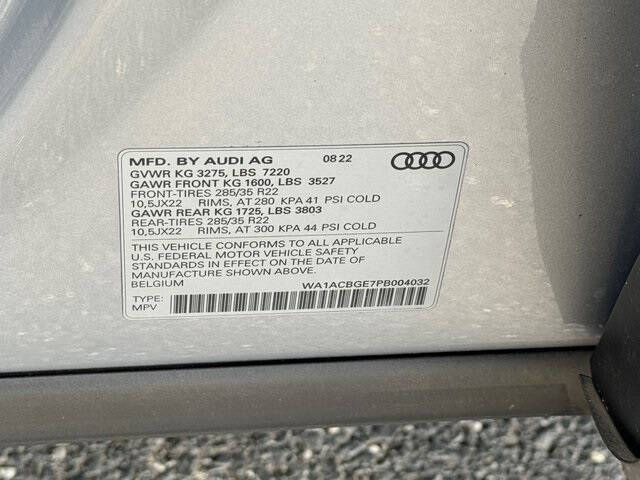 MFD. BY AUDI AG 08 22
GVWR KG 3275, LBS 7220
GAWR FRONT KG 1600, LBS 3527
FRONT-TIRES 285/35 R22
10,5JX22 RIMS, AT 280 KPA 41 PSI COLD
GAWR REAR KG 1725, LBS 3803
REAR-TIRES 285/35 R22
10,5JX22 RIMS, AT 300 KPA 44 PSI COLD
THIS VEHICLE CONFORMS TO ALL APPLICABLE
U.S. FEDERAL MOTOR VEHICLE SAFETY
STANDARDS IN EFFECT ON THE DATE OF
MANUFACTURE SHOWN ABOVE.
BELGIUM WA1ACBGE7PB004032
TYPE:
MPV